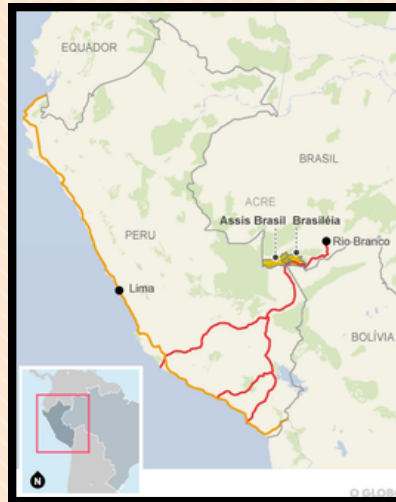 EQUADOR
BRASIL
ACRE
Assis Brasil Brasiléia
PERU
Rio Branco
Lima
BOLÍVIA
N
O GLOBO